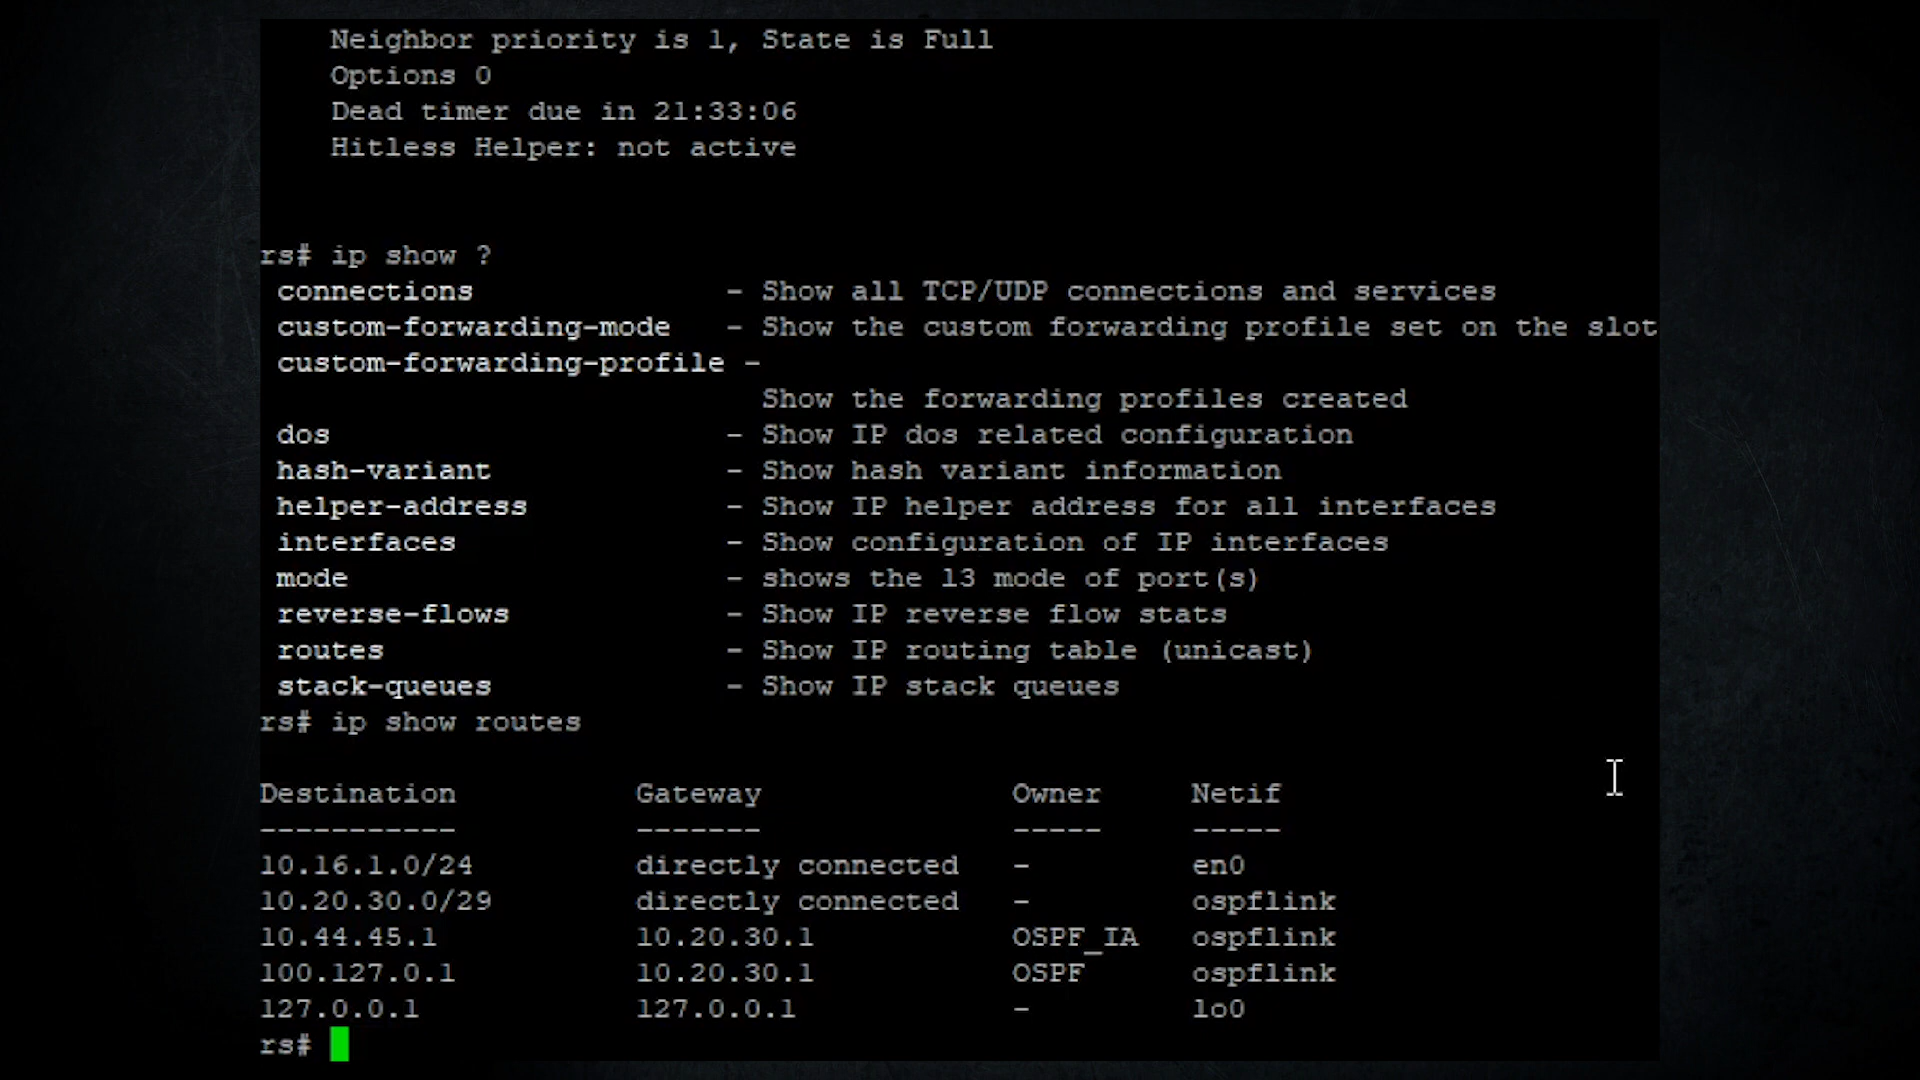 Neighbor priority is 1, State is Full
Options 0
Dead timer due in 21:33:06
Hitless Helper: not active
rs# ip show ?
connections - Show all TCP/UDP connections and services
custom-forwarding-mode - Show the custom forwarding profile set on the slot
custom-forwarding-profile -
Show the forwarding profiles created
dos - Show IP dos related configuration
hash-variant - Show hash variant information
helper-address - Show IP helper address for all interfaces
interfaces - Show configuration of IP interfaces
mode - shows the l3 mode of port(s)
reverse-flows - Show IP reverse flow stats
routes - Show IP routing table (unicast)
stack-queues - Show IP stack queues
rs# ip show routes
Destination Gateway Owner Netif
----------- ------- ----- -----
10.16.1.0/24 directly connected - en0
10.20.30.0/29 directly connected - ospflink
10.44.45.1 10.20.30.1 OSPF_IA ospflink
100.127.0.1 10.20.30.1 OSPF ospflink
127.0.0.1 127.0.0.1 - lo0
rs#